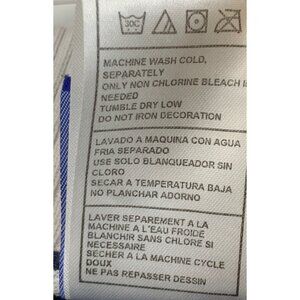 30C
MACHINE WASH COLD,
SEPARATELY
ONLY NON CHLORINE BLEACH I
NEEDED
TUMBLE DRY LOW
DO NOT IRON DECORATION
LAVADO A MAQUINA CON AGUA
FRIA SEPARADO
USE SOLO BLANQUEADOR SIN
CLORO
SECAR A TEMPERATURA BAJA
NO PLANCHAR ADORNO
LAVER SEPAREMENT A LA
MACHINE A L'EAU FROIDE
BLANCHIR SANS CHLORE SI
NECESSAIRE
SECHER A LA MACHINE CYCLE
DOUX
NE PAS REPASSER DESSIN